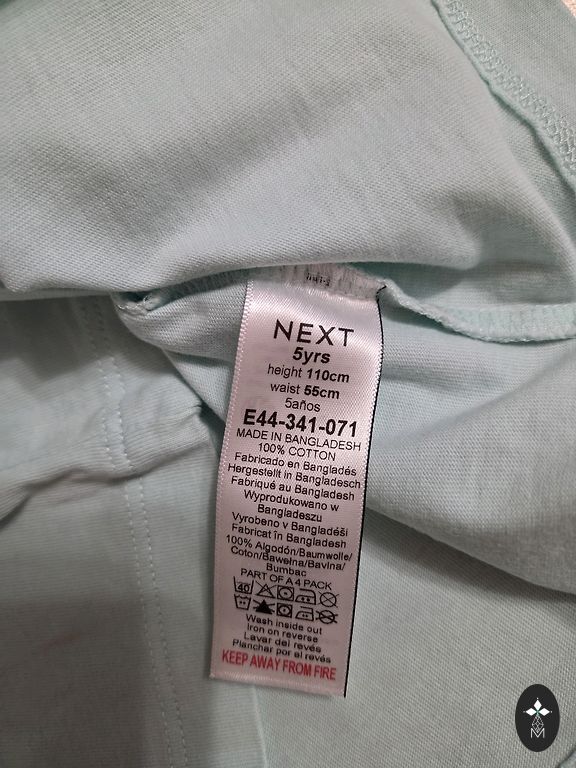 NEXT
5yrs
height 110cm
waist 55cm
5años
E44-341-071
MADE IN BANGLADESH
100% COTTON
Fabricado en Bangladés
Hergestellt in Bangladesch
Fabriqué au Bangladesh
Wyprodukowano w
Bangladeszu
Vyrobeno v Bangladéši
Fabricat în Bangladesh
100% Algodón/Baumwolle/
Coton/Bawełna/Bavlna/
Bumbac
PART OF A 4 PACK
40
Wash inside out
Iron on reverse
Lavar del revés
Planchar por el revés
KEEP AWAY FROM FIRE
M